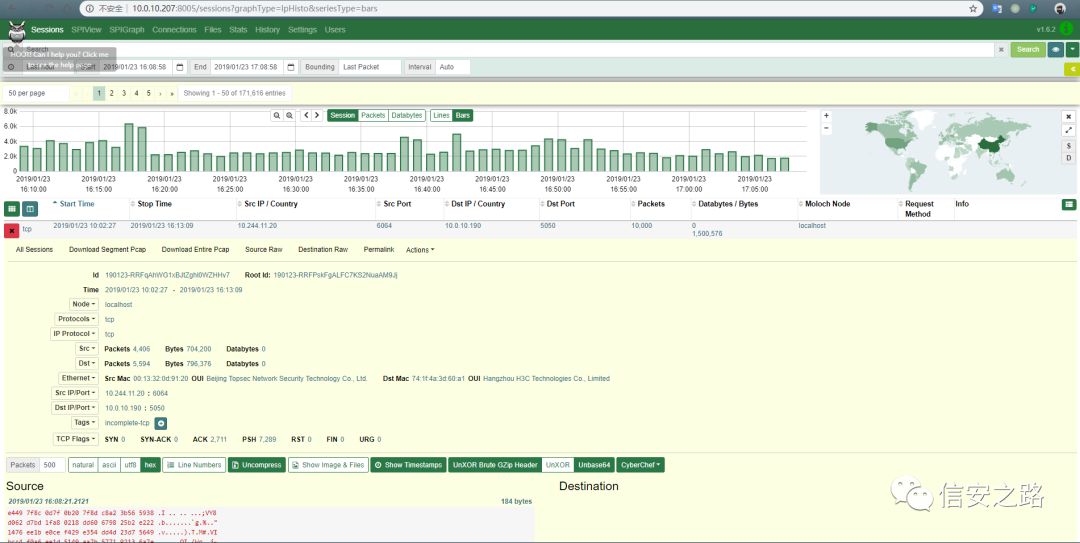 不安全 | 10.0.10.207:8005/sessions?graphType=lpHisto&seriesType=bars
Sessions SPIView SPIGraph Connections Files Stats History Settings Users v1.6.2
Search Search
HOOT! Can I help you? Click me to see the help page
Last hour Start 2019/01/23 16:08:58 End 2019/01/23 17:08:58 Bounding Last Packet Interval Auto
50 per page ‹ 1 2 3 4 5 › » Showing 1 - 50 of 171,616 entries
8.0k
6.0k
4.0k
2.0k
Session Packets Databytes Lines Bars
2019/01/23 16:10:00
2019/01/23 16:15:00
2019/01/23 16:20:00
2019/01/23 16:25:00
2019/01/23 16:30:00
2019/01/23 16:35:00
2019/01/23 16:40:00
2019/01/23 16:45:00
2019/01/23 16:50:00
2019/01/23 16:55:00
2019/01/23 17:00:00
2019/01/23 17:05:00
+
−
$
D
Start Time Stop Time Src IP / Country Src Port Dst IP / Country Dst Port Packets Databytes / Bytes Moloch Node Request Method Info
tcp 2019/01/23 10:02:27 2019/01/23 16:13:09 10.244.11.20 6064 10.0.10.190 5050 10,000 0 localhost
1,500,576
All Sessions Download Segment Pcap Download Entire Pcap Source Raw Destination Raw Permalink Actions
Id 190123-RRFqAhWG1xBJtZghl0WZHHv7 Root Id: 190123-RRFPskFgALFC7KS2NuaAM9Jj
Time 2019/01/23 10:02:27 - 2019/01/23 16:13:09
Node localhost
Protocols tcp
IP Protocol tcp
Src Packets 4,406 Bytes 704,200 Databytes 0
Dst Packets 5,594 Bytes 796,376 Databytes 0
Ethernet Src Mac 00:13:32:0d:91:20 OUI Beijing Topsec Network Security Technology Co., Ltd. Dst Mac 74:1f:4a:3d:60:a1 OUI Hangzhou H3C Technologies Co., Limited
Src IP/Port 10.244.11.20 : 6064
Dst IP/Port 10.0.10.190 : 5050
Tags incomplete-tcp
TCP Flags SYN 0 SYN-ACK 0 ACK 2,711 PSH 7,289 RST 0 FIN 0 URG 0
Packets 500 natural ascii utf8 hex Line Numbers Uncompress Show Image & Files Show Timestamps UnXOR Brute GZip Header UnXOR Unbase64 CyberChef
Source Destination
2019/01/23 16:08:21.2121 184 bytes
e449 7f8c 0d7f 0b20 7f8d c8a2 3b56 5938 .I ... .. ...;VY8
d062 d7bd 1fa8 0218 dd60 6798 25b2 e222 .b.......`g.%.."
1476 ee1b e0ce f429 e354 dd4d 23d7 5649 .v.....).T.M#.VI
信安之路